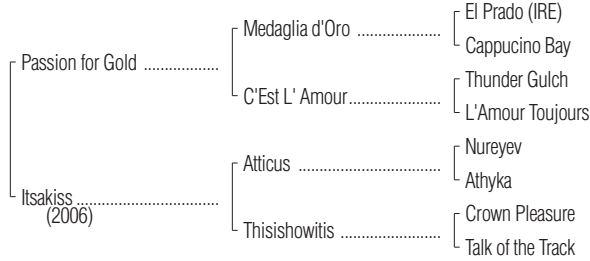 El Prado (IRE)
Medaglia d'Oro ..................
Cappucino Bay
Passion for Gold ..................
Thunder Gulch
C'Est L' Amour......................
L'Amour Toujours
Nureyev
Atticus ...............................
Athyka
Itsakiss ..................................
(2006)
Crown Pleasure
Thisishowitis ........................
Talk of the Track